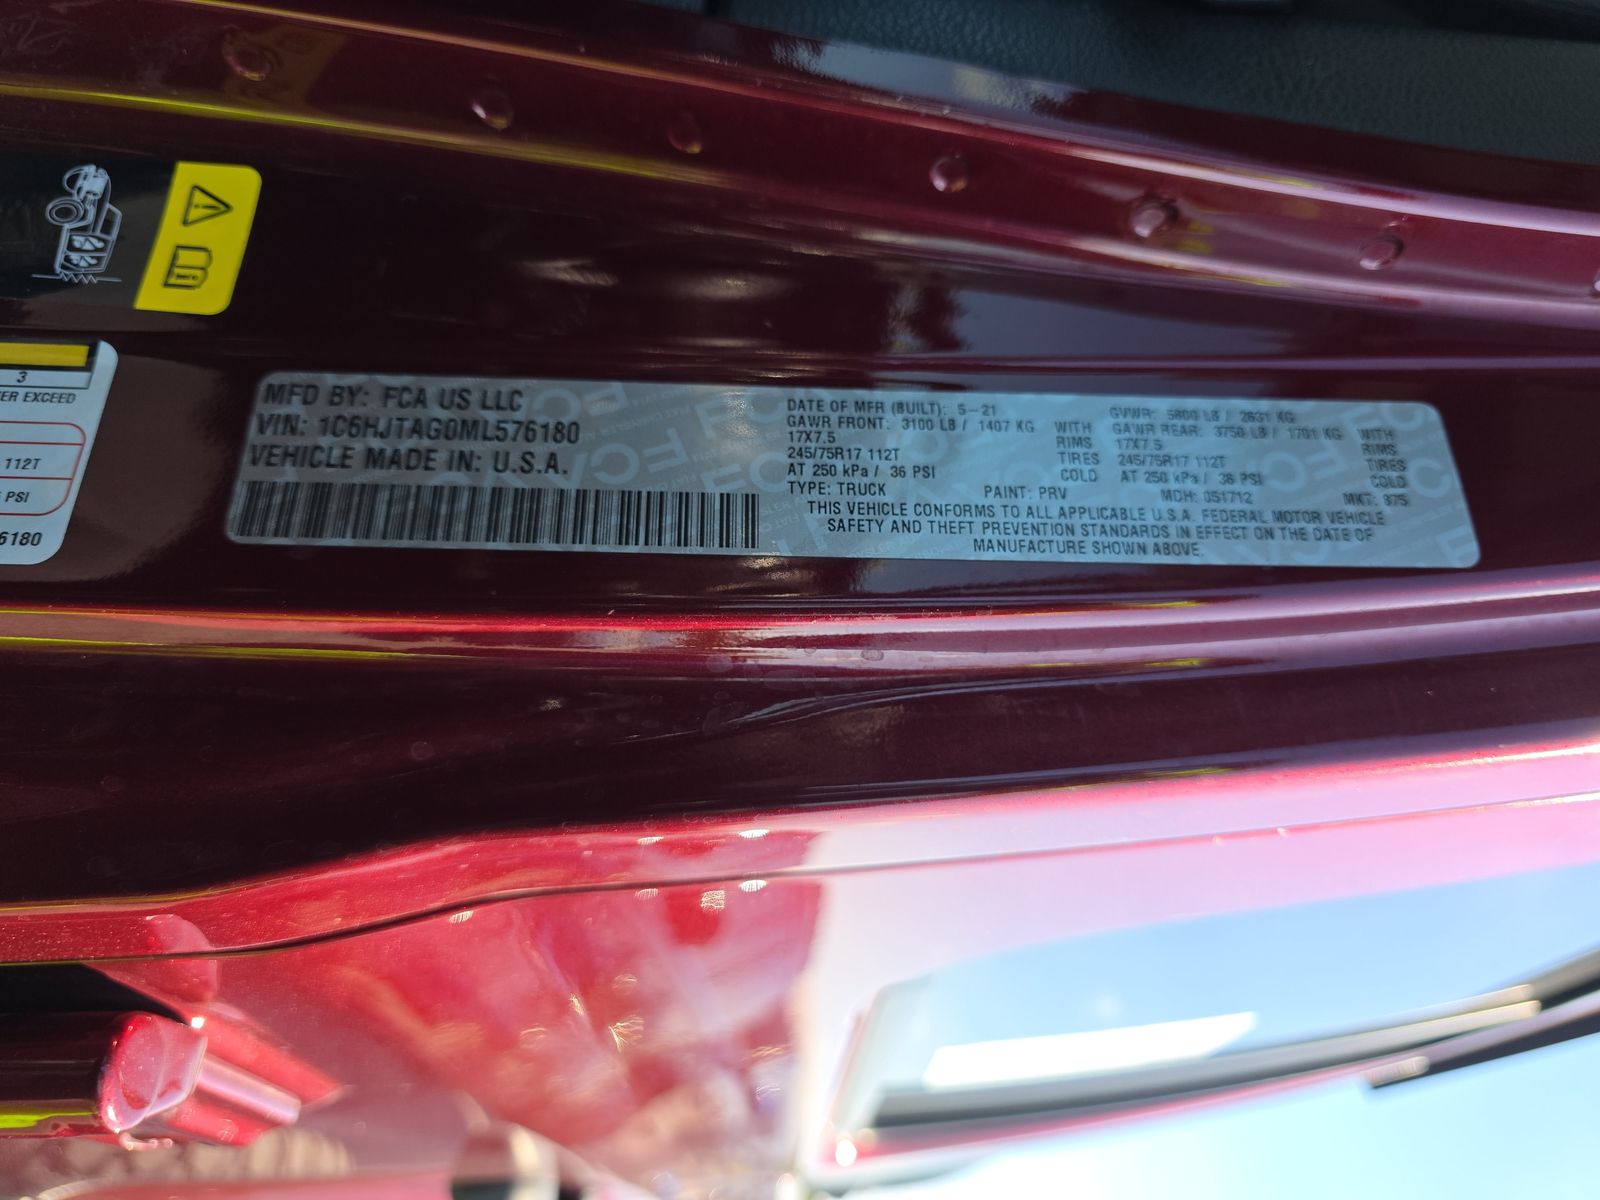 3
ER EXCEED
112T
PSI
6180
MFD BY: FCA US LLC
VIN: 1C6HJTAG0ML576180
VEHICLE MADE IN: U.S.A.
DATE OF MFR (BUILT): 5-21
GAWR FRONT: 3100 LB / 1407 KG WITH
17X7.5 RIMS
245/75R17 112T TIRES
AT 250 kPa / 36 PSI COLD
GVWR: 5800 LB / 2631 KG
GAWR REAR: 3750 LB / 1701 KG WITH
17X7.5 RIMS
245/75R17 112T TIRES
AT 250 kPa / 36 PSI COLD
TYPE: TRUCK PAINT: PRV MDH: 051712 MKT: 875
THIS VEHICLE CONFORMS TO ALL APPLICABLE U.S.A. FEDERAL MOTOR VEHICLE
SAFETY AND THEFT PREVENTION STANDARDS IN EFFECT ON THE DATE OF
MANUFACTURE SHOWN ABOVE.